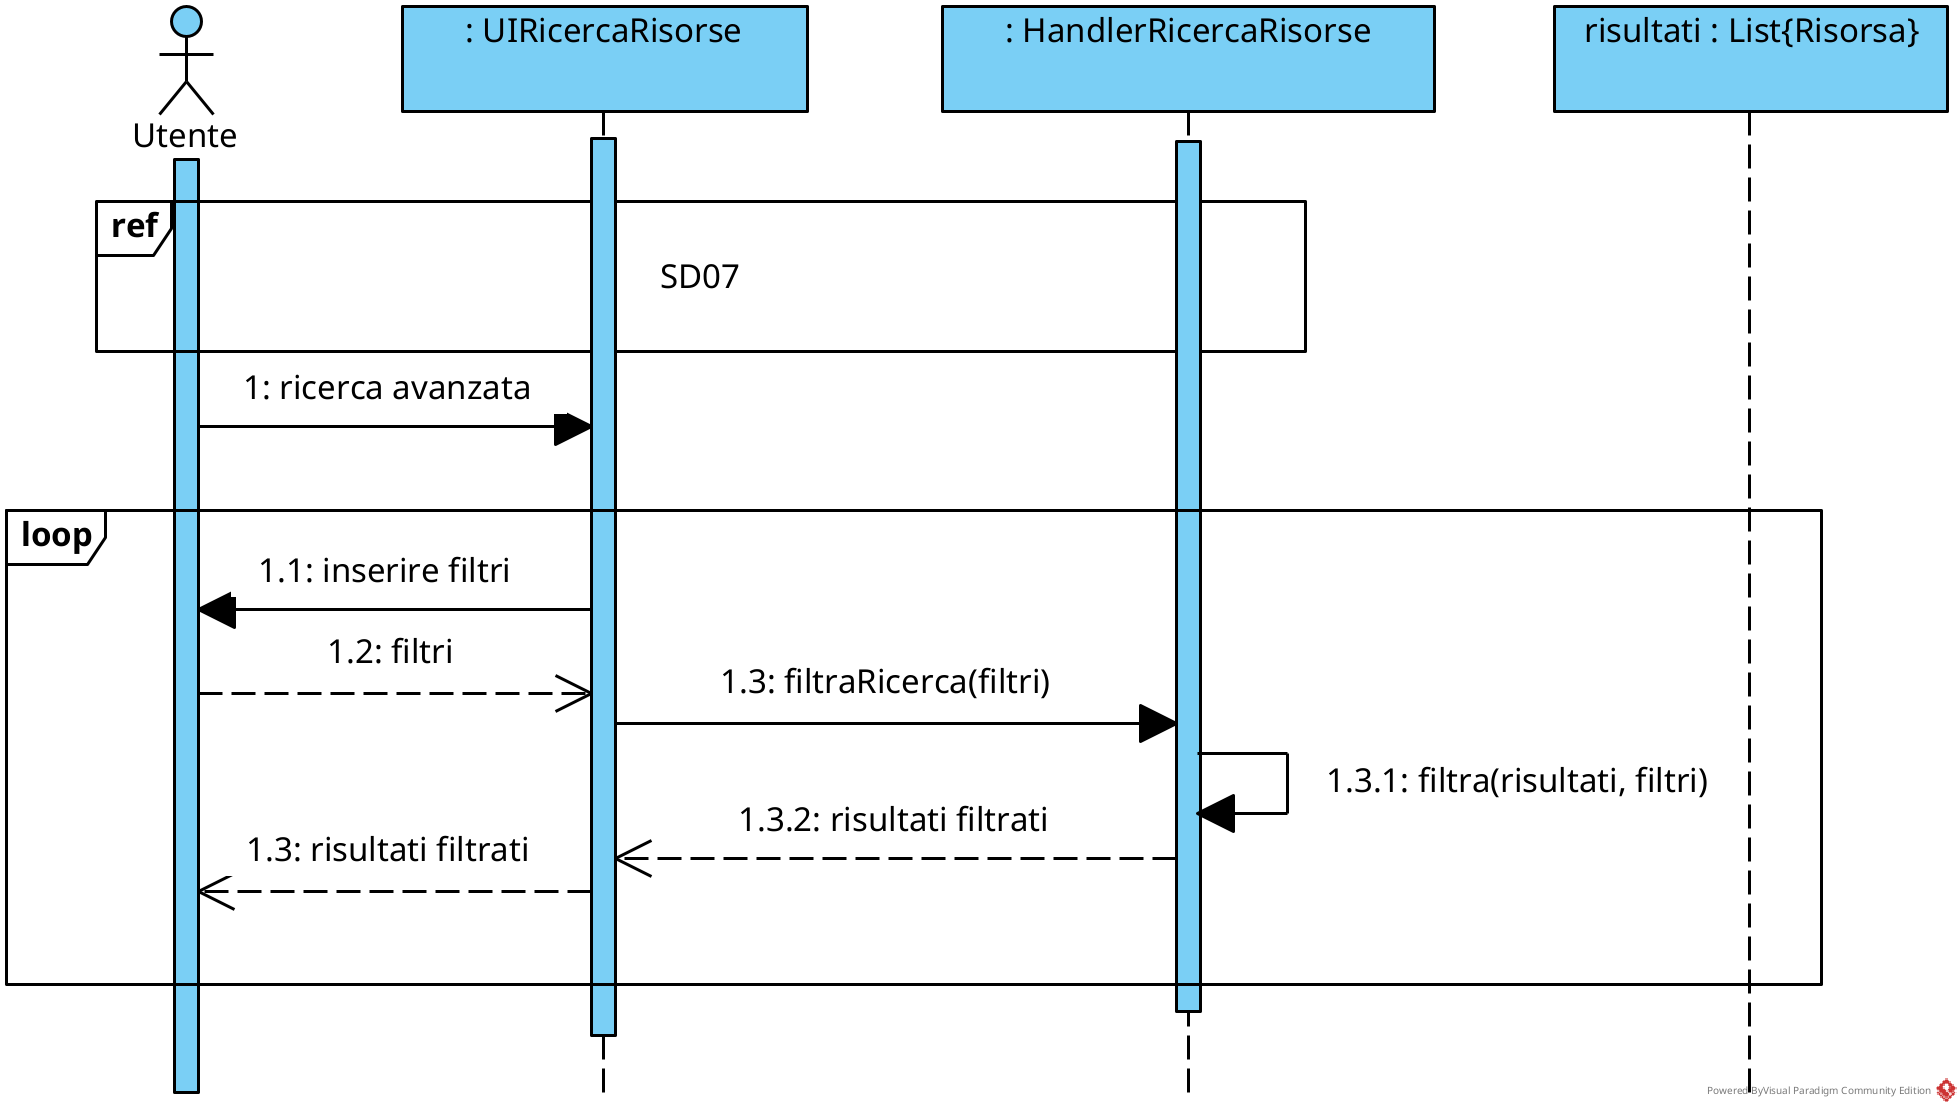 : UIRicercaRisorse
: HandlerRicercaRisorse
risultati : List{Risorsa}
Utente
ref
SD07
1: ricerca avanzata
loop
1.1: inserire filtri
1.2: filtri
1.3: filtraRicerca(filtri)
1.3.1: filtra(risultati, filtri)
1.3.2: risultati filtrati
1.3: risultati filtrati
Powered ByVisual Paradigm Community Edition